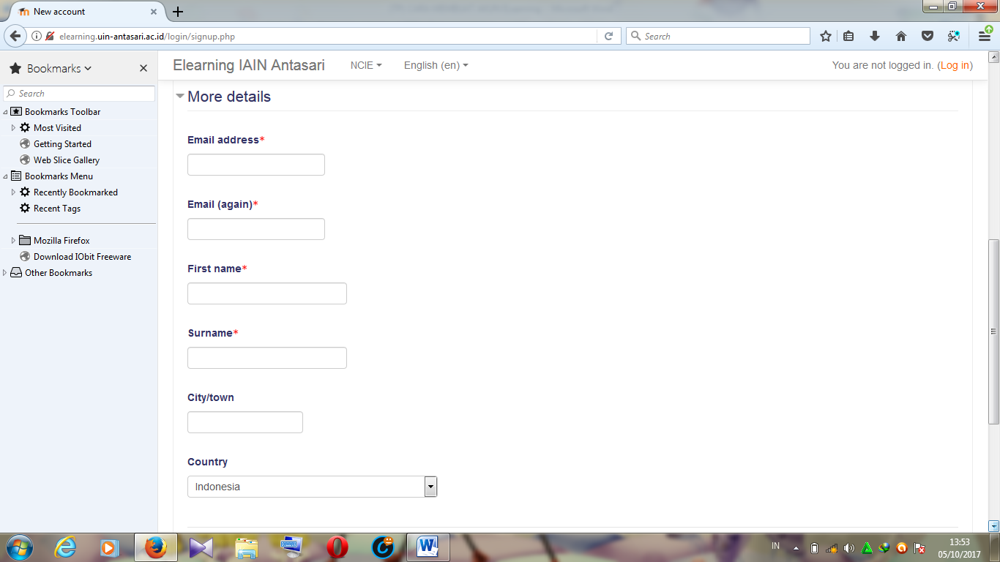 New account
elearning.uin-antasari.ac.id/login/signup.php
Search
Bookmarks
Search
Bookmarks Toolbar
Most Visited
Getting Started
Web Slice Gallery
Bookmarks Menu
Recently Bookmarked
Recent Tags
Mozilla Firefox
Download IObit Freeware
Other Bookmarks
Elearning IAIN Antasari
NCIE
English (en)
You are not logged in. (Log in)
More details
Email address*
Email (again)*
First name*
Surname*
City/town
Country
Indonesia
IN
13:53
05/10/2017